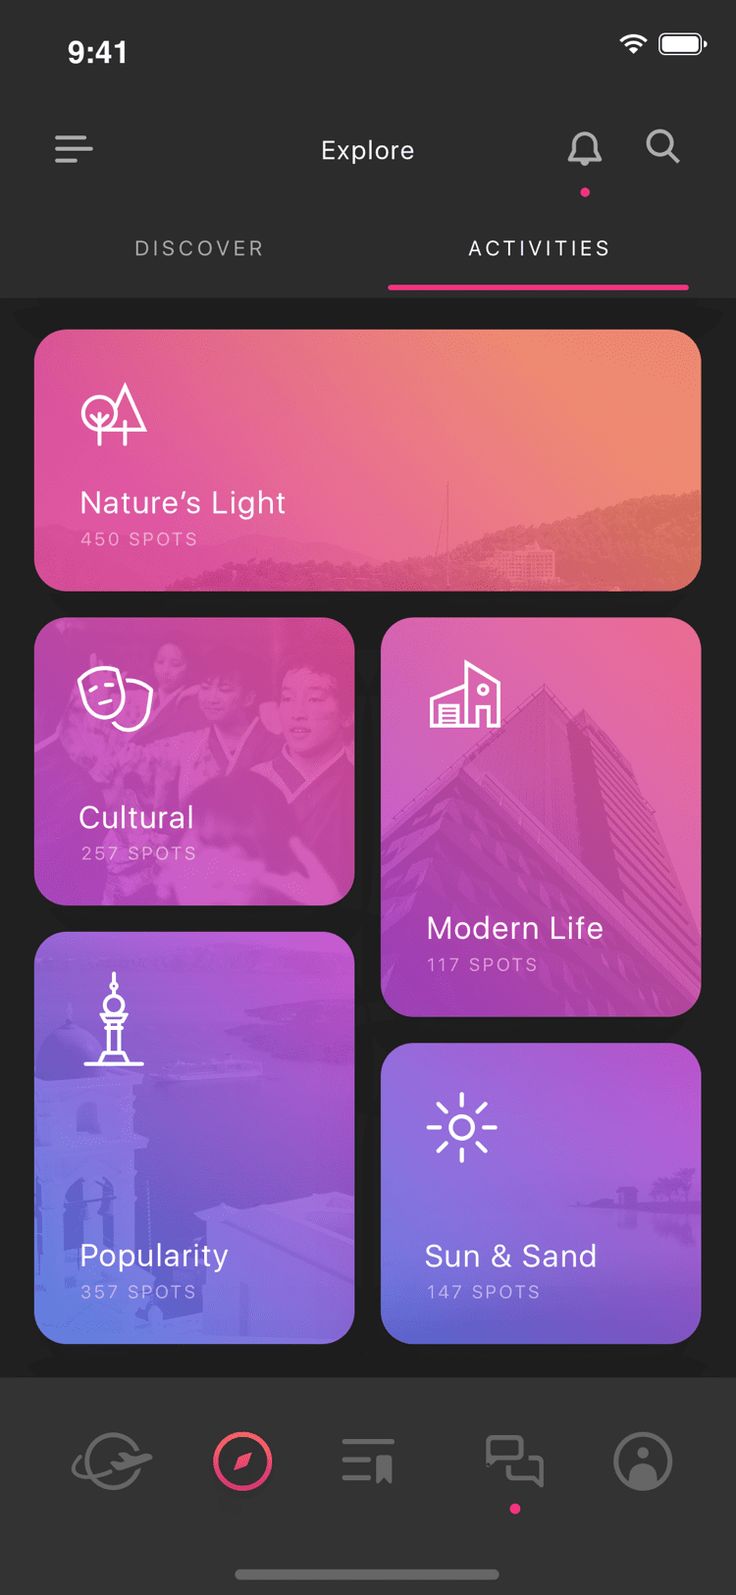 9:41
Explore
DISCOVER
ACTIVITIES
Nature’s Light
450 SPOTS
Cultural
257 SPOTS
Modern Life
117 SPOTS
Popularity
357 SPOTS
Sun & Sand
147 SPOTS